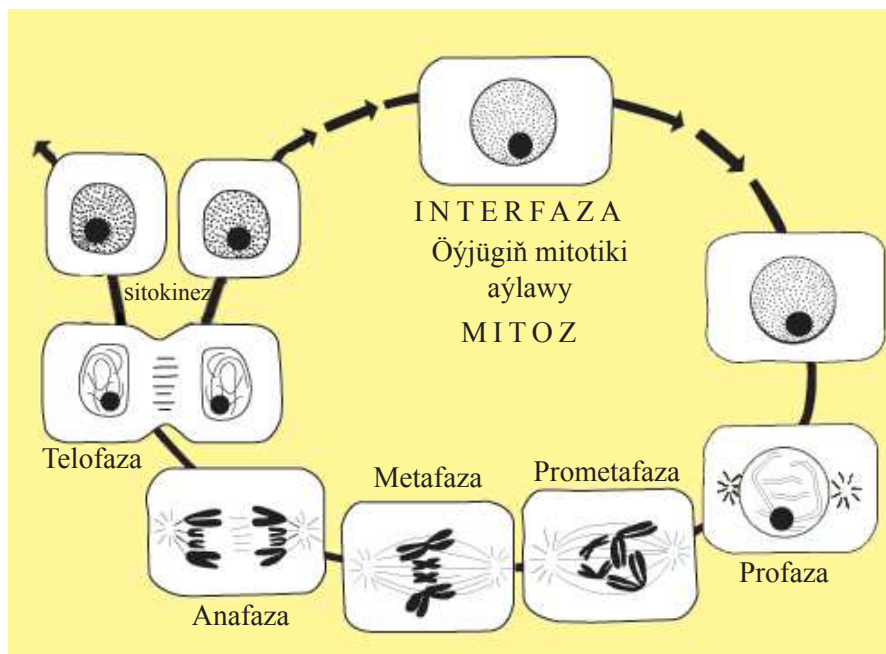 INTERFAZA
Öýjügiň mitotiki
aýlawy
MITOZ
sitokinez
Telofaza
Metafaza
Prometafaza
Anafaza
Profaza